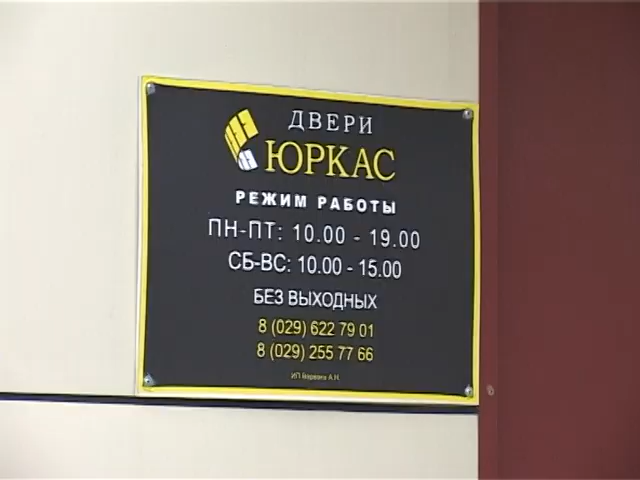 ДВЕРИ
ЮРКАС
РЕЖИМ РАБОТЫ
ПН-ПТ: 10.00 - 19.00
СБ-ВС: 10.00 - 15.00
БЕЗ ВЫХОДНЫХ
8 (029) 622 79 01
8 (029) 255 77 66
ИП А.Н.